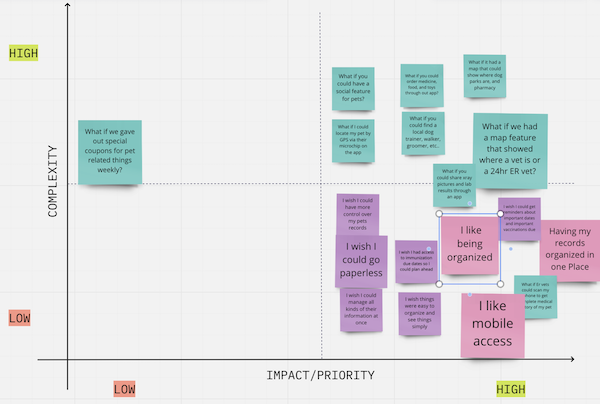 HIGH
COMPLEXITY
LOW
What if we gave
out special
coupons for pet
related things
weekly?
What if you
could have a
social feature
for pets?
What if you could
order medicine,
food, and toys
through our app?
What if it had a
map that could
show where dog
parks are, and
pharmacy
What if I could
locate my pet by
GPS via their
microchip on
the app
What if you
could find a
local dog
trainer, walker,
groomer, etc..
What if we had
a map feature
that showed
where a vet is or
a 24hr ER vet?
What if you
could share xray
pictures and lab
results through
an app
I wish I could
have more
control over
my pets
records
I wish I could get
reminders about
important dates
and important
vaccinations due
I wish I
could go
paperless
I wish I had access
to immunization
due dates so I
could plan ahead
I like
being
organized
Having my
records
organized in
one Place
I wish I could
manage all
kinds of their
information at
once
I wish things
were easy to
organize and
see things
simply
I like
mobile
access
What if
vets
could scan my
to get
medical
of my pet
IMPACT/PRIORITY
LOW
HIGH